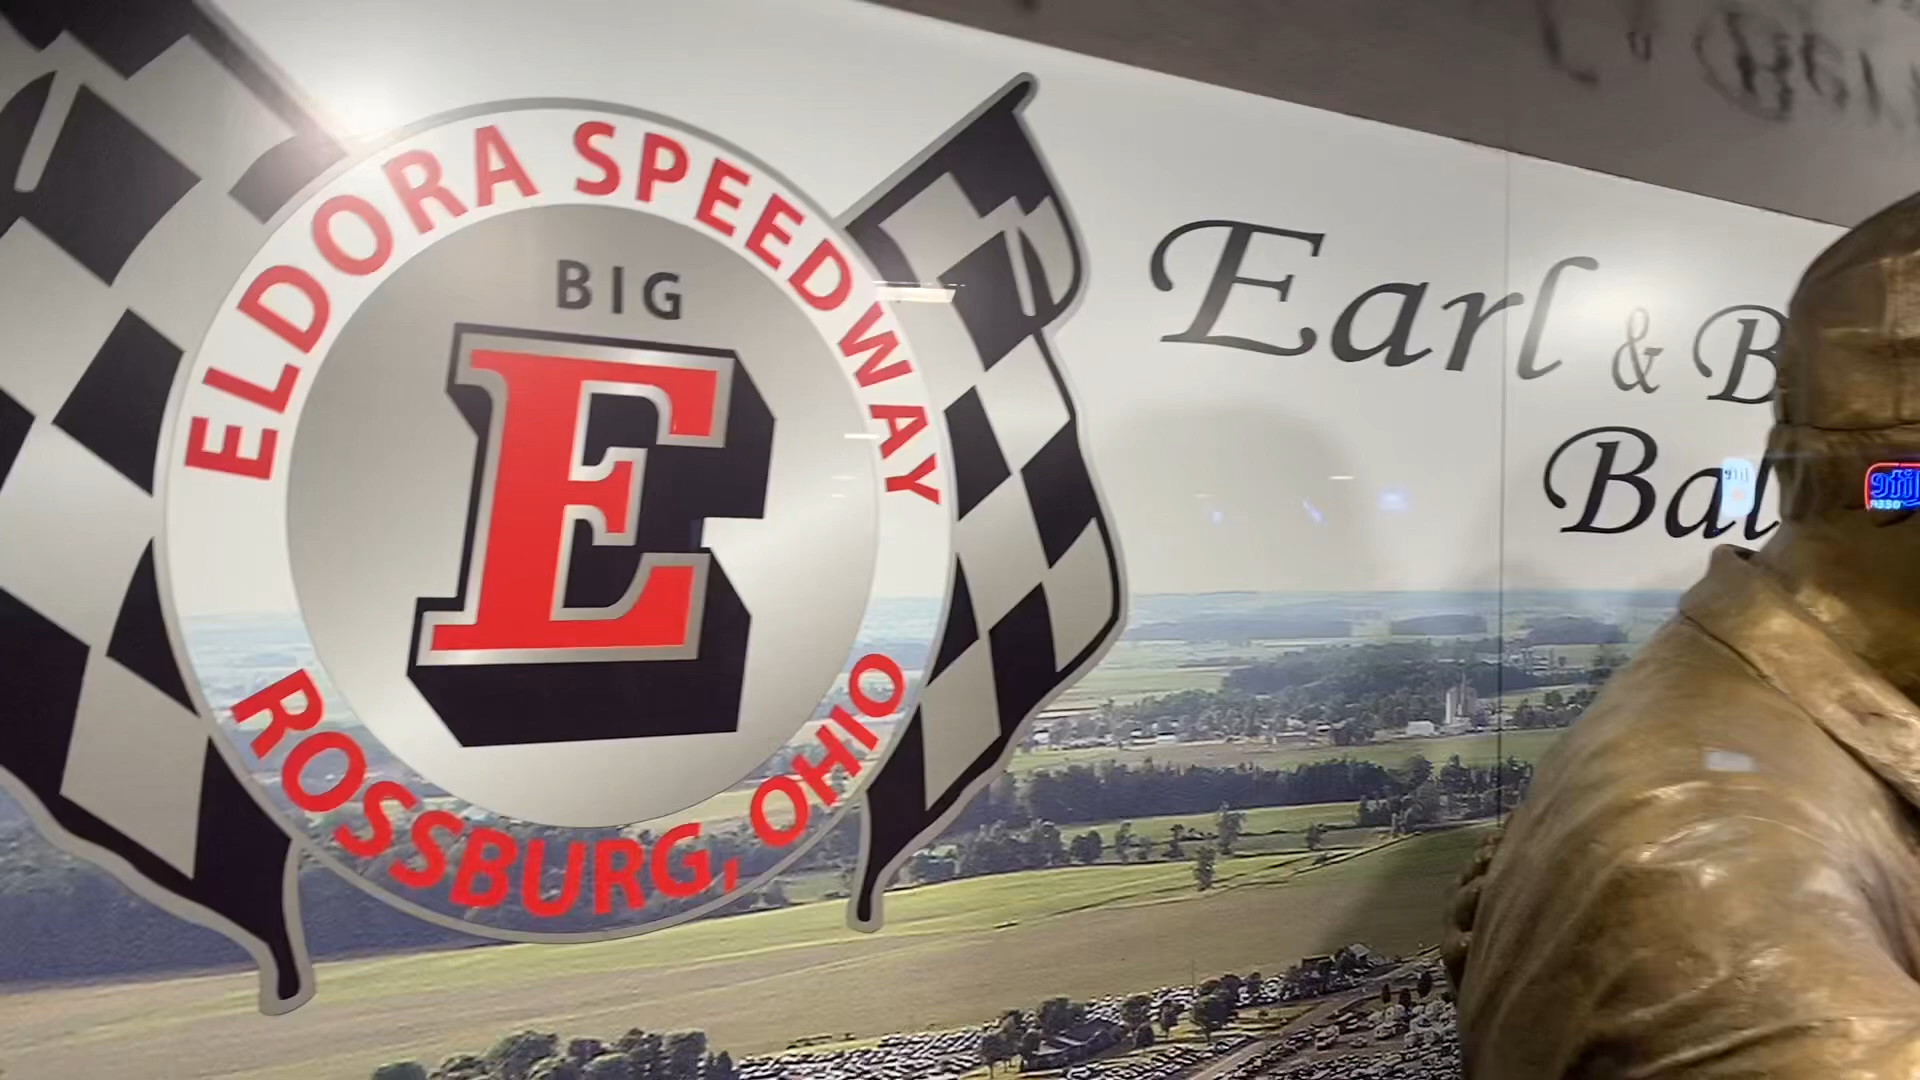 ELDORA SPEEDWAY
BIG
E
ROSSBURG, OHIO
Earl & B
Bal